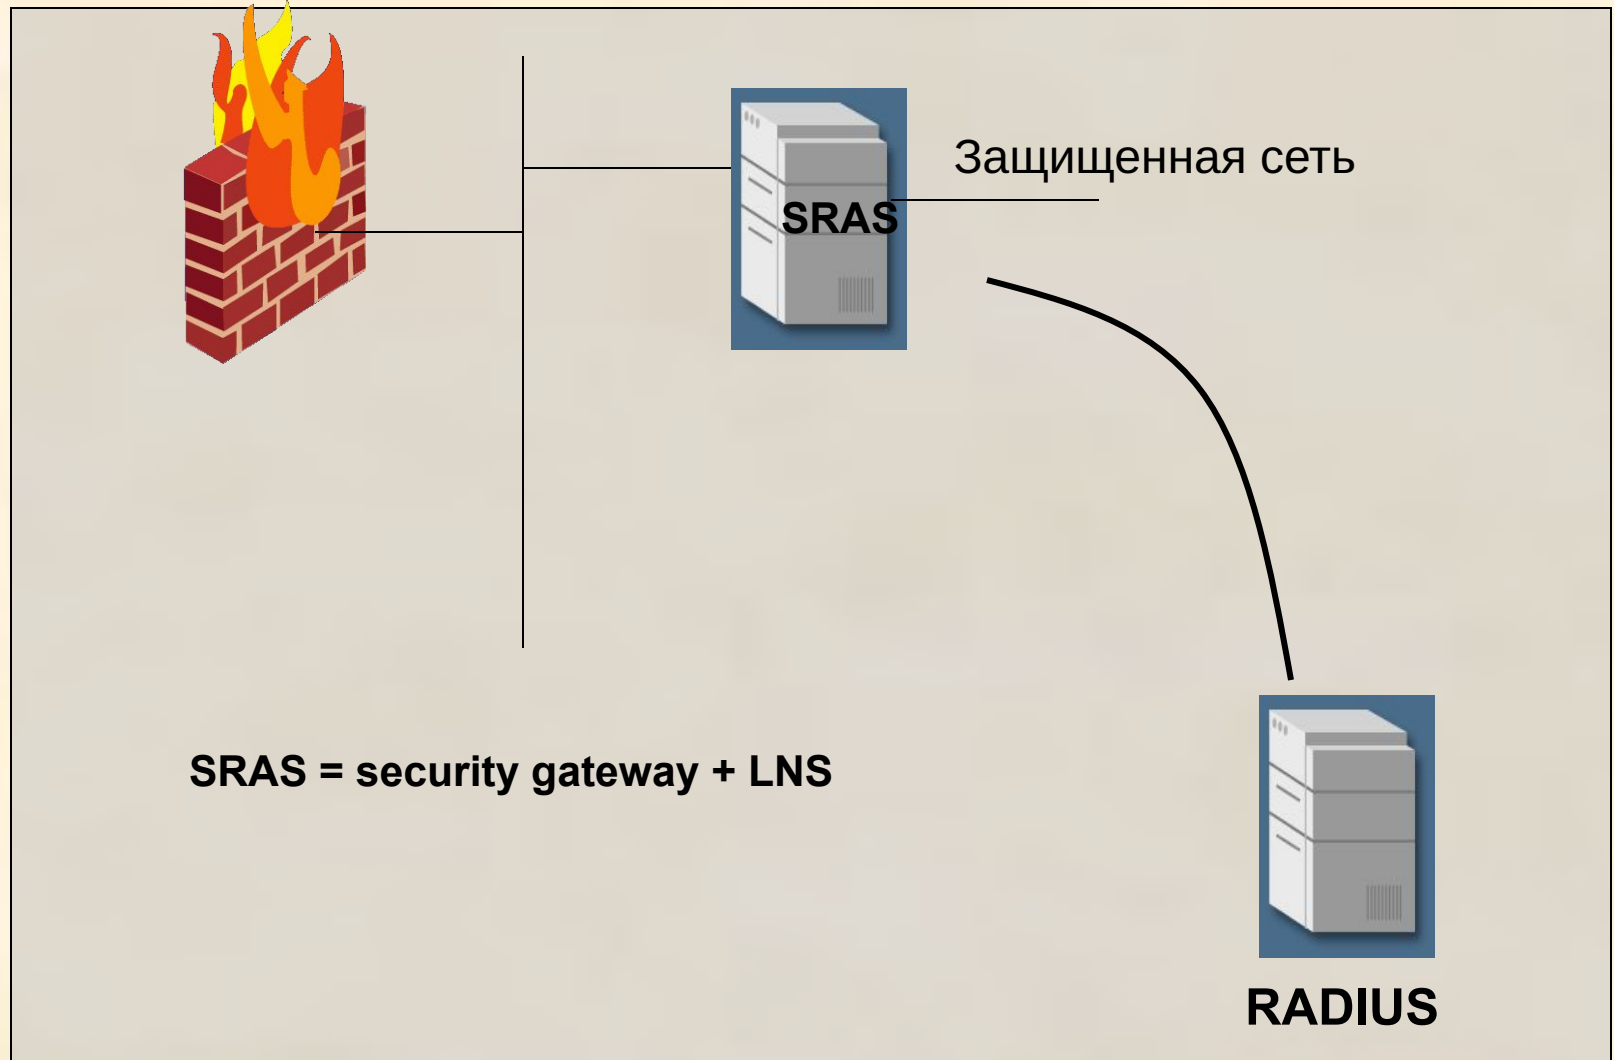 Защищенная сеть
SRAS
SRAS = security gateway + LNS
RADIUS